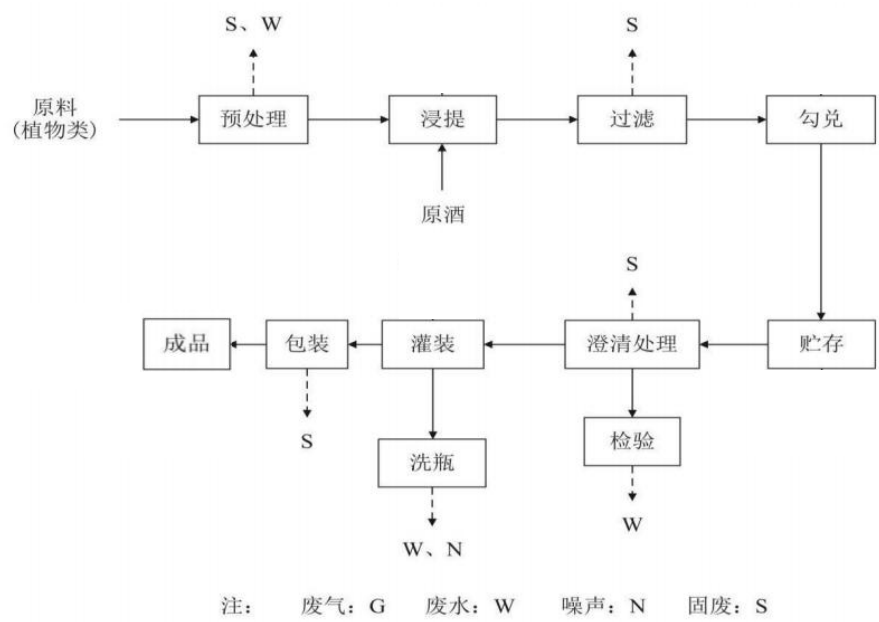 S、W
S
原料
(植物类)
预处理
浸提
过滤
勾兑
原酒
S
成品
包装
灌装
澄清处理
贮存
S
洗瓶
检验
W、N
W
注： 废气：G 废水：W 噪声：N 固废：S